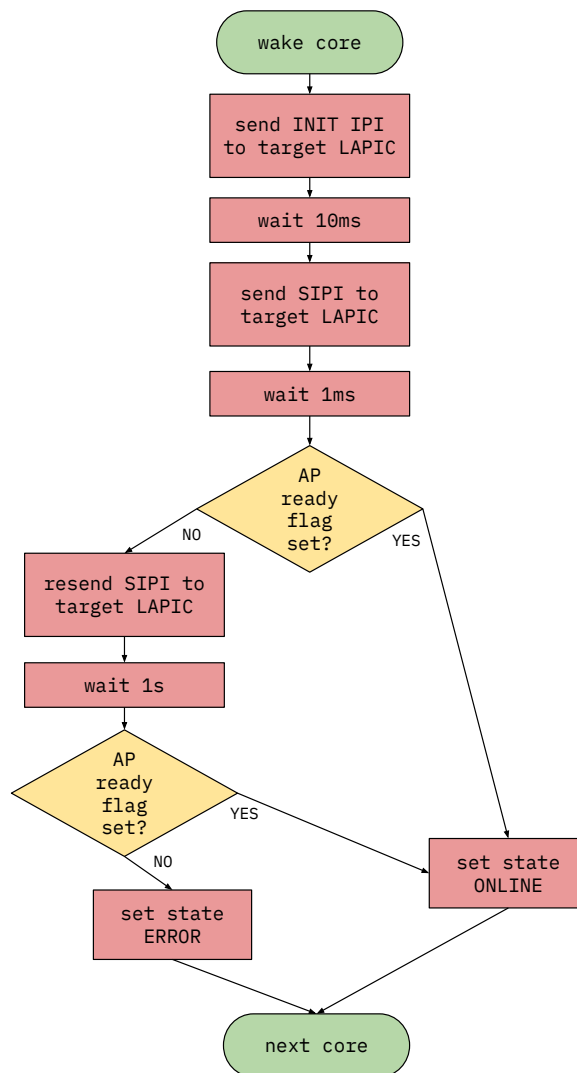 wake core
send INIT IPI
to target LAPIC
wait 10ms
send SIPI to
target LAPIC
wait 1ms
AP
ready
flag
set?
NO
YES
resend SIPI to
target LAPIC
wait 1s
AP
ready
flag
set?
YES
NO
set state
ONLINE
set state
ERROR
next core